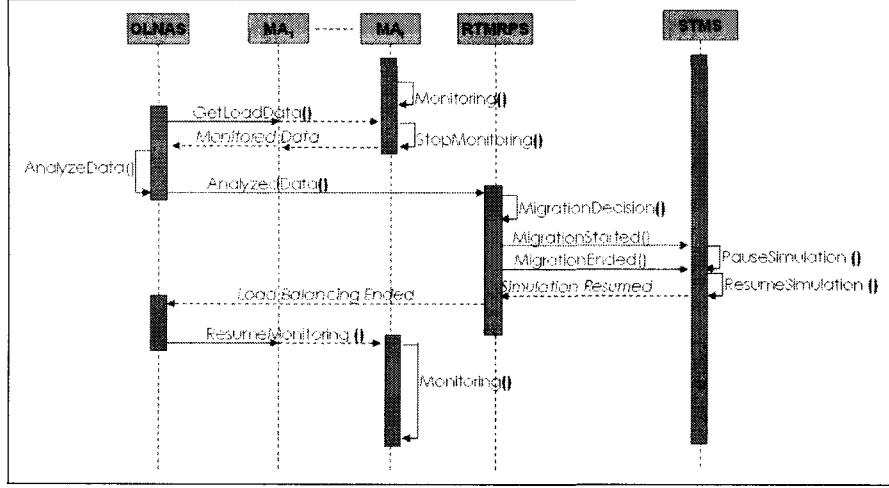 OLNAS MA₁ MAᵢ RTMRPS STMS
Monitoring()
GetLoadData()
Monitored Data
StopMonitoring()
AnalyzeData()
AnalyzedData()
MigrationDecision()
MigrationStarted()
PauseSimulation ()
MigrationEnded()
Load Balancing Ended
Simulation Resumed
ResumeSimulation ()
ResumeMonitoring ()
Monitoring()